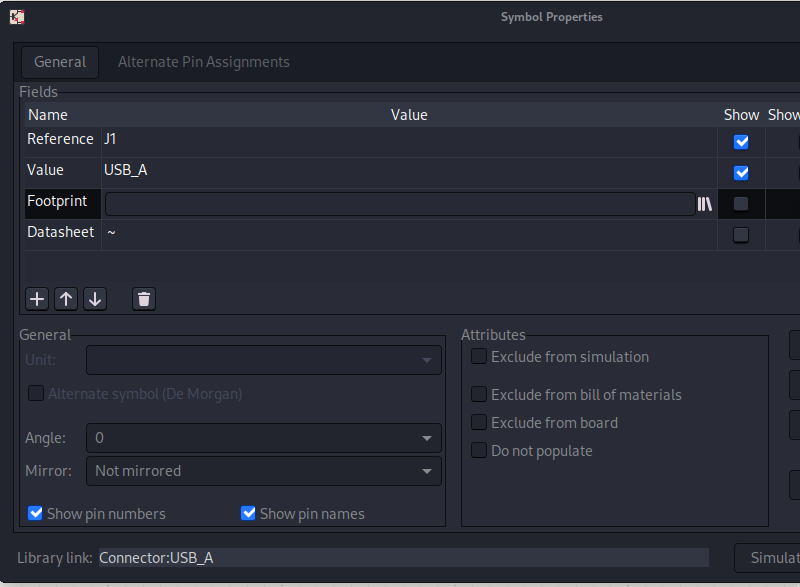 Symbol Properties
General Alternate Pin Assignments
Fields
Name Value Show Show
Reference J1
Value USB_A
Footprint
Datasheet ~
General
Unit:
Alternate symbol (De Morgan)
Angle: 0
Mirror: Not mirrored
Show pin numbers Show pin names
Attributes
Exclude from simulation
Exclude from bill of materials
Exclude from board
Do not populate
Library link: Connector:USB_A
Simulat